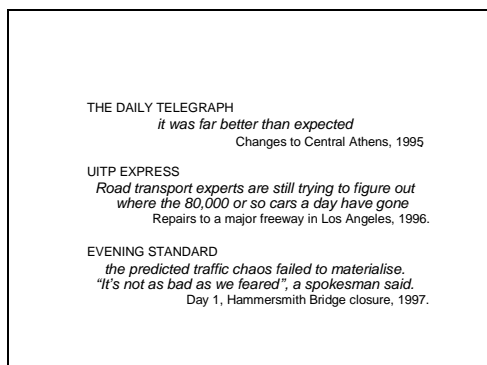 THE DAILY TELEGRAPH
it was far better than expected
Changes to Central Athens, 1995,
UITP EXPRESS
Road transport experts are still trying to figure out
where the 80,000 or so cars a day have gone
Repairs to a major freeway in Los Angeles, 1996.
EVENING STANDARD
the predicted traffic chaos failed to materialise.
“It’s not as bad as we feared”, a spokesman said.
Day 1, Hammersmith Bridge closure, 1997.